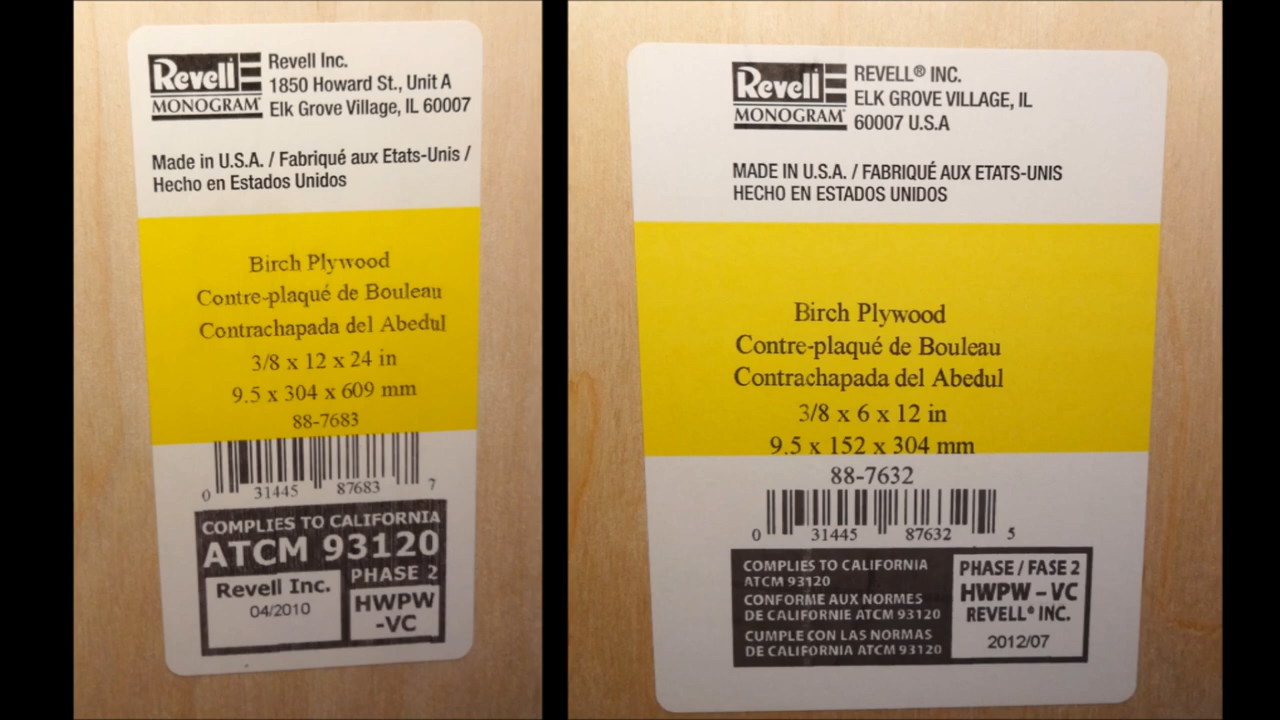 Revell
MONOGRAM
Revell Inc.
1850 Howard St., Unit A
Elk Grove Village, IL 60007
Made in U.S.A. / Fabriqué aux Etats-Unis /
Hecho en Estados Unidos
Birch Plywood
Contre-plaqué de Bouleau
Contrachapada del Abedul
3/8 x 12 x 24 in
9.5 x 304 x 609 mm
88-7683
0 31445 87683 7
COMPLIES TO CALIFORNIA
ATCM 93120
PHASE 2
Revell Inc.
04/2010
HWPW
-VC
Revell
MONOGRAM
REVELL® INC.
ELK GROVE VILLAGE, IL
60007 U.S.A
MADE IN U.S.A. / FABRIQUÉ AUX ETATS-UNIS
HECHO EN ESTADOS UNIDOS
Birch Plywood
Contre-plaqué de Bouleau
Contrachapada del Abedul
3/8 x 6 x 12 in
9.5 x 152 x 304 mm
88-7632
0 31445 87632 5
COMPLIES TO CALIFORNIA
ATCM 93120
CONFORME AUX NORMES
DE CALIFORNIE ATCM 93120
CUMPLE CON LAS NORMAS
DE CALIFORNIA ATCM 93120
PHASE / FASE 2
HWPW – VC
REVELL® INC.
2012/07